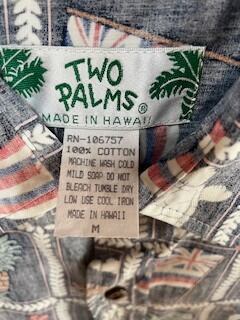 TWO
PALMS®
MADE IN HAWAII
RN-106757
100% COTTON
MACHINE WASH COLD
MILD SOAP DO NOT
BLEACH TUMBLE DRY
LOW USE COOL IRON
MADE IN HAWAII
M